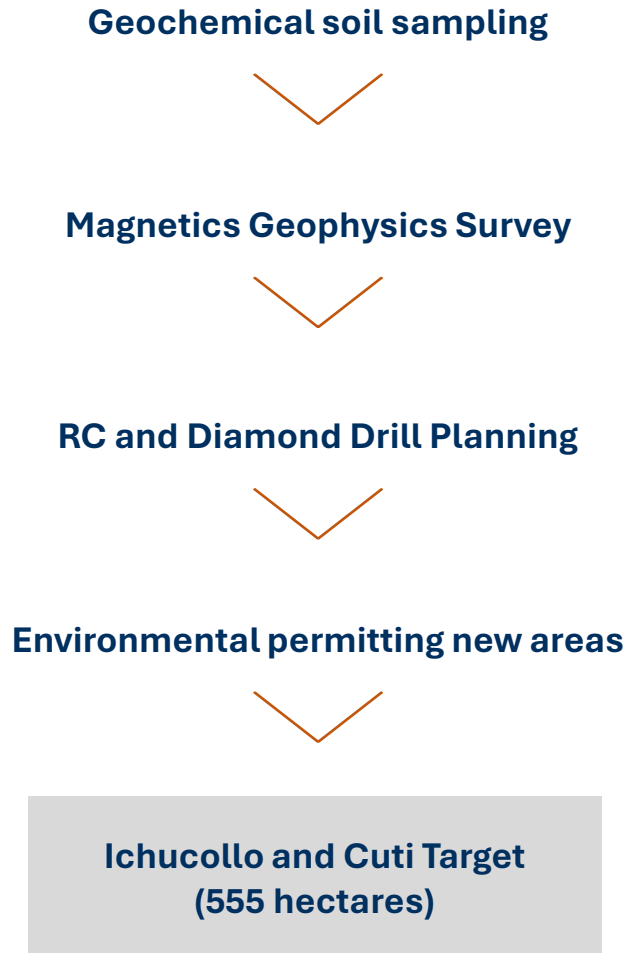 Geochemical soil sampling
Magnetics Geophysics Survey
RC and Diamond Drill Planning
Environmental permitting new areas
Ichucollo and Cuti Target
(555 hectares)